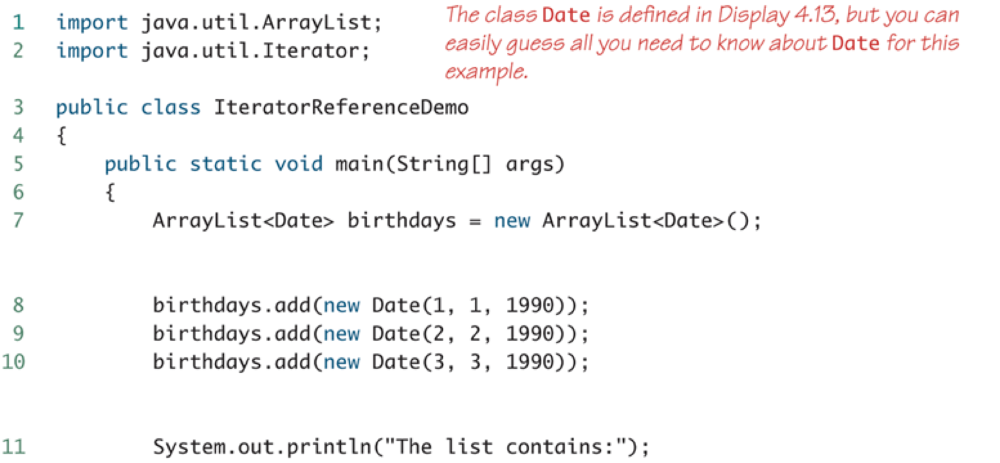 1 import java.util.ArrayList;
2 import java.util.Iterator;
The class Date is defined in Display 4.13, but you can
easily guess all you need to know about Date for this
example.
3 public class IteratorReferenceDemo
4 {
5 public static void main(String[] args)
6 {
7 ArrayList<Date> birthdays = new ArrayList<Date>();
8 birthdays.add(new Date(1, 1, 1990));
9 birthdays.add(new Date(2, 2, 1990));
10 birthdays.add(new Date(3, 3, 1990));
11 System.out.println("The list contains:");